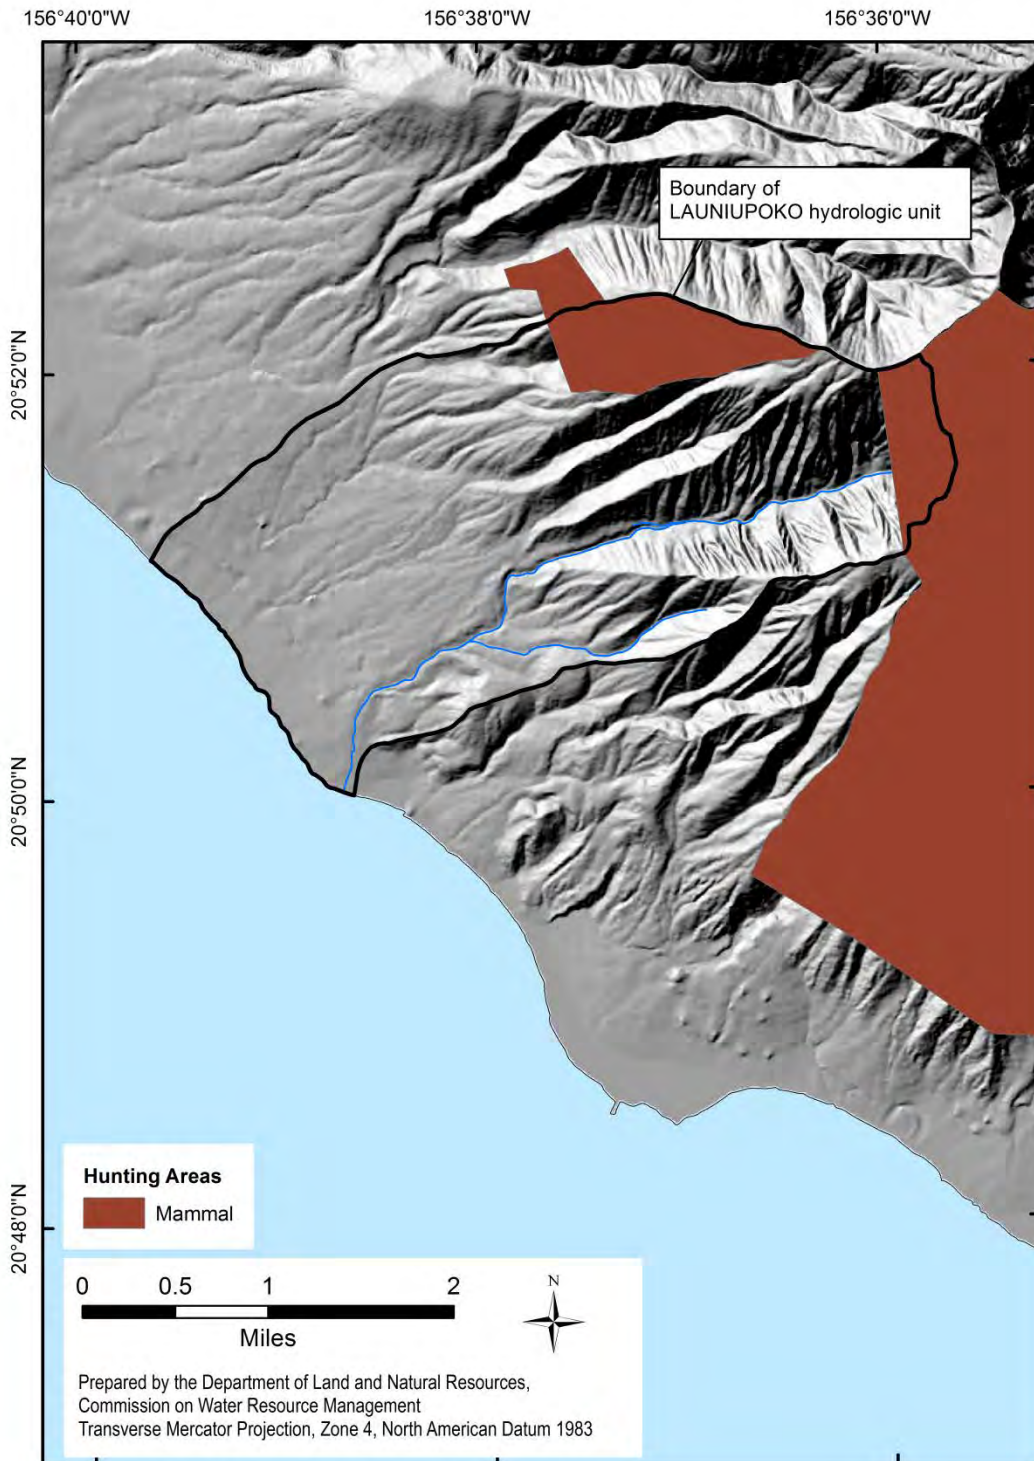 156°40'0"W
156°38'0"W
156°36'0"W
Boundary of
LAUNIUPOKO hydrologic unit
20°52'0"N
20°50'0"N
20°48'0"N
Hunting Areas
Mammal
0 0.5 1 2
Miles
N
Prepared by the Department of Land and Natural Resources,
Commission on Water Resource Management
Transverse Mercator Projection, Zone 4, North American Datum 1983